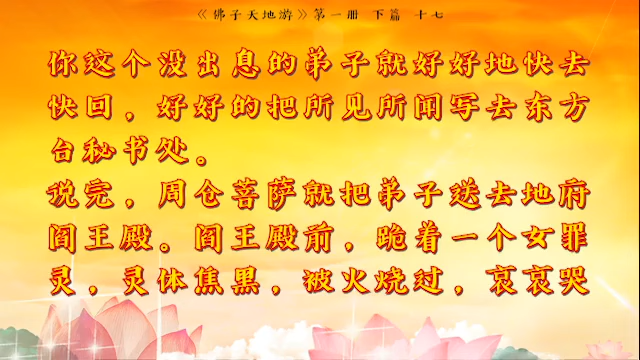 《佛子天地游》第一册 下篇 十七
你这个没出息的弟子就好好地快去
快回，好好的把所见所闻写去东方
台秘书处。
说完，周仓菩萨就把弟子送去地府
阎王殿。阎王殿前，跪着一个女罪
灵，灵体焦黑，被火烧过，哀哀哭